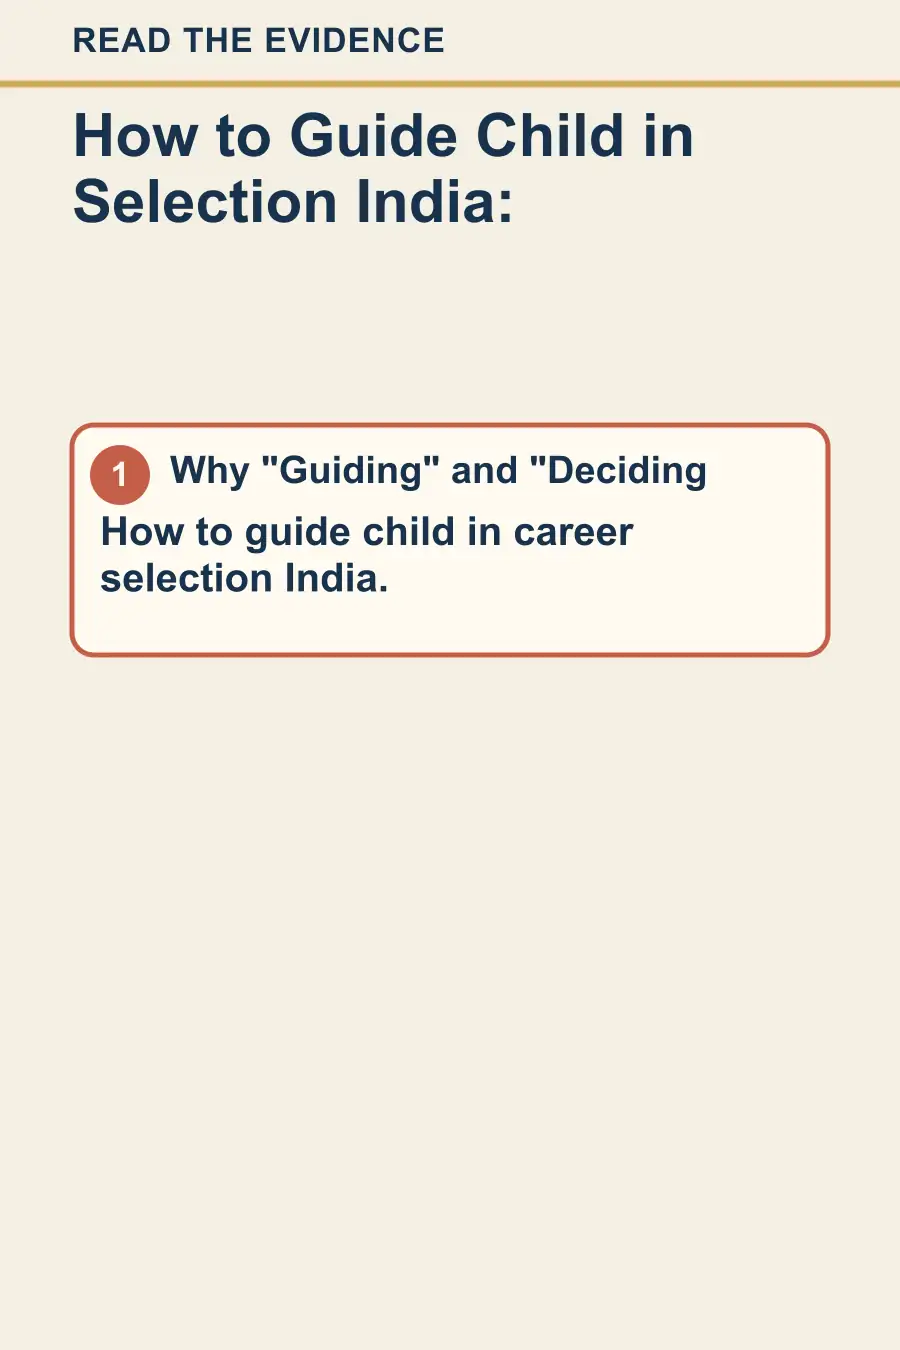 READ THE EVIDENCE
How to Guide Child in
Selection India:
1 Why "Guiding" and "Deciding
How to guide child in career
selection India.